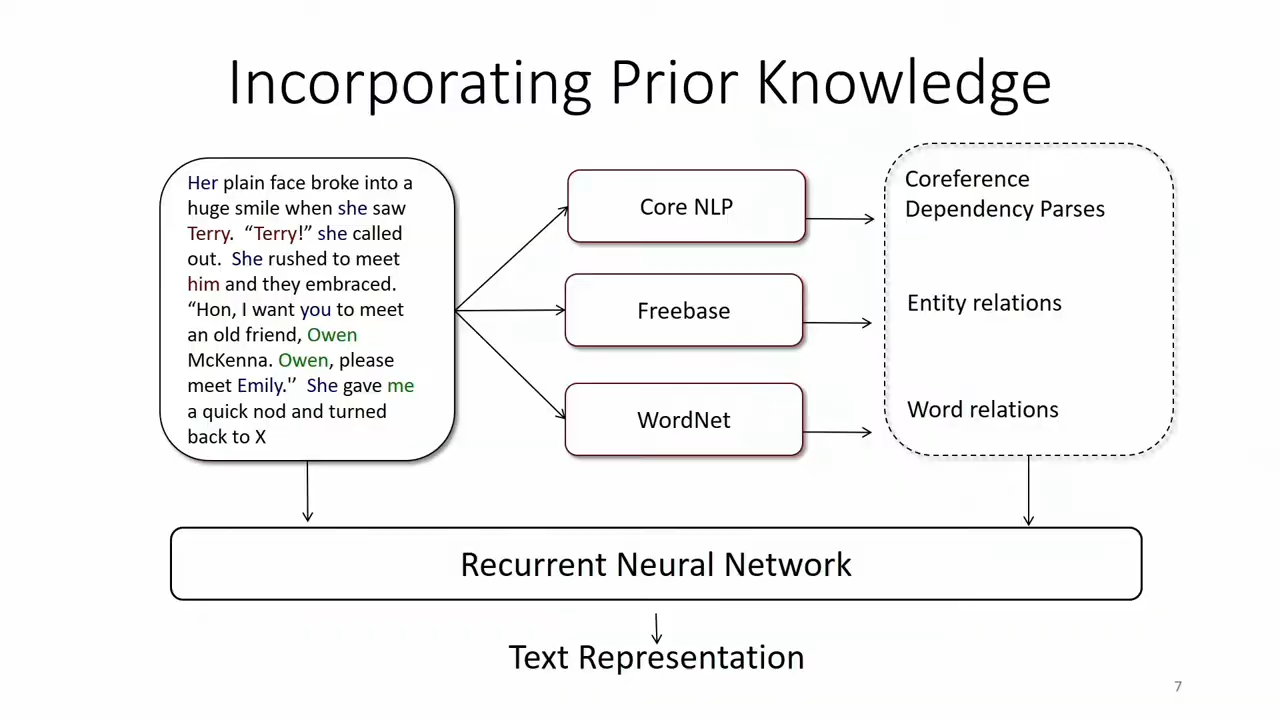 Incorporating Prior Knowledge
Her plain face broke into a
huge smile when she saw
Terry.  “Terry!” she called
out.  She rushed to meet
him and they embraced.
“Hon, I want you to meet
an old friend, Owen
McKenna. Owen, please
meet Emily.'’  She gave me
a quick nod and turned
back to X
Core NLP
Freebase
WordNet
Coreference
Dependency Parses
Entity relations
Word relations
Recurrent Neural Network
Text Representation
7